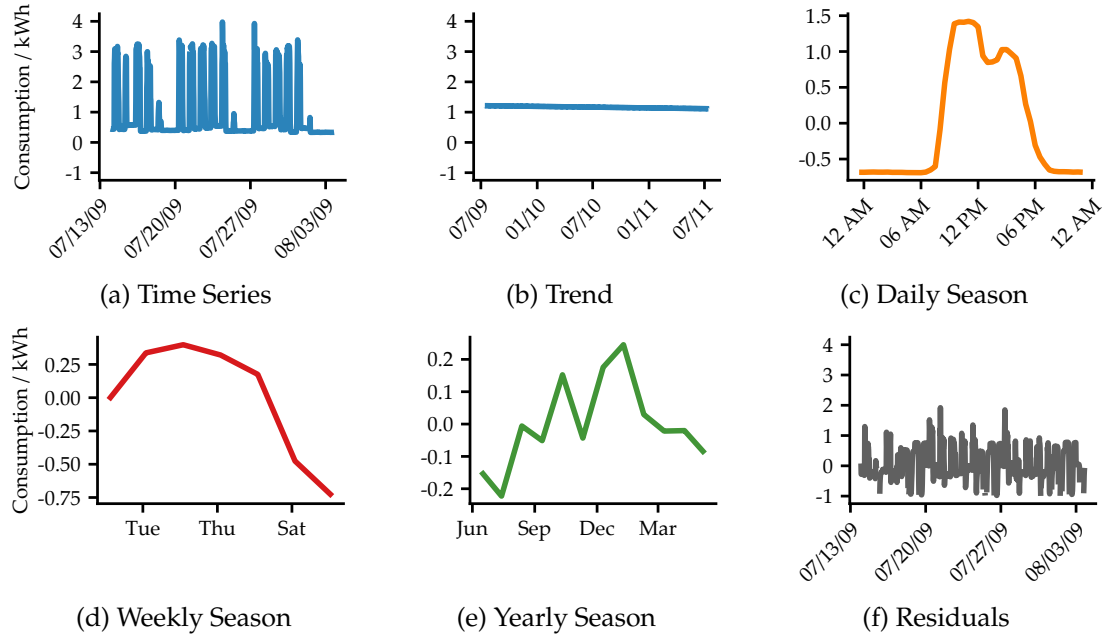 Consumption / kWh
4
3
2
1
0
-1
07/13/09
07/20/09
07/27/09
08/03/09
(a) Time Series
4
3
2
1
0
-1
07/09
01/10
07/10
01/11
07/11
(b) Trend
1.5
1.0
0.5
0.0
-0.5
12 AM
06 AM
12 PM
06 PM
12 AM
(c) Daily Season
Consumption / kWh
0.25
0.00
-0.25
-0.50
-0.75
Tue
Thu
Sat
(d) Weekly Season
0.2
0.1
0.0
-0.1
-0.2
Jun
Sep
Dec
Mar
(e) Yearly Season
4
3
2
1
0
-1
07/13/09
07/20/09
07/27/09
08/03/09
(f) Residuals